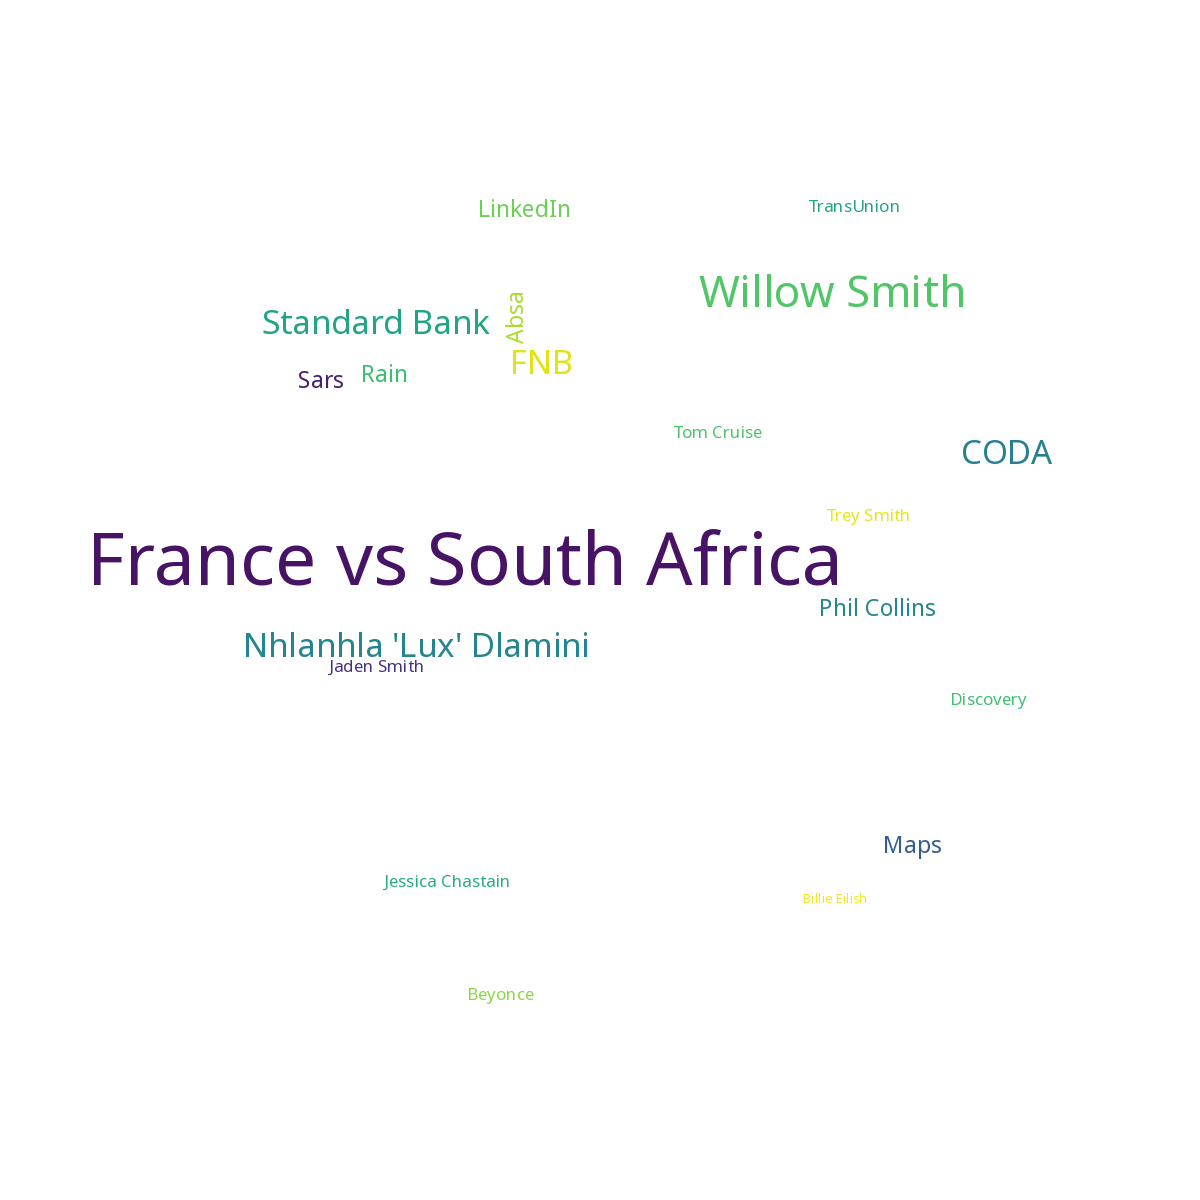 LinkedIn
TransUnion
Willow Smith
Standard Bank
Absa
FNB
Sars
Rain
Tom Cruise
CODA
Trey Smith
France vs South Africa
Phil Collins
Nhlanhla 'Lux' Dlamini
Jaden Smith
Discovery
Maps
Jessica Chastain
Billie Eilish
Beyonce